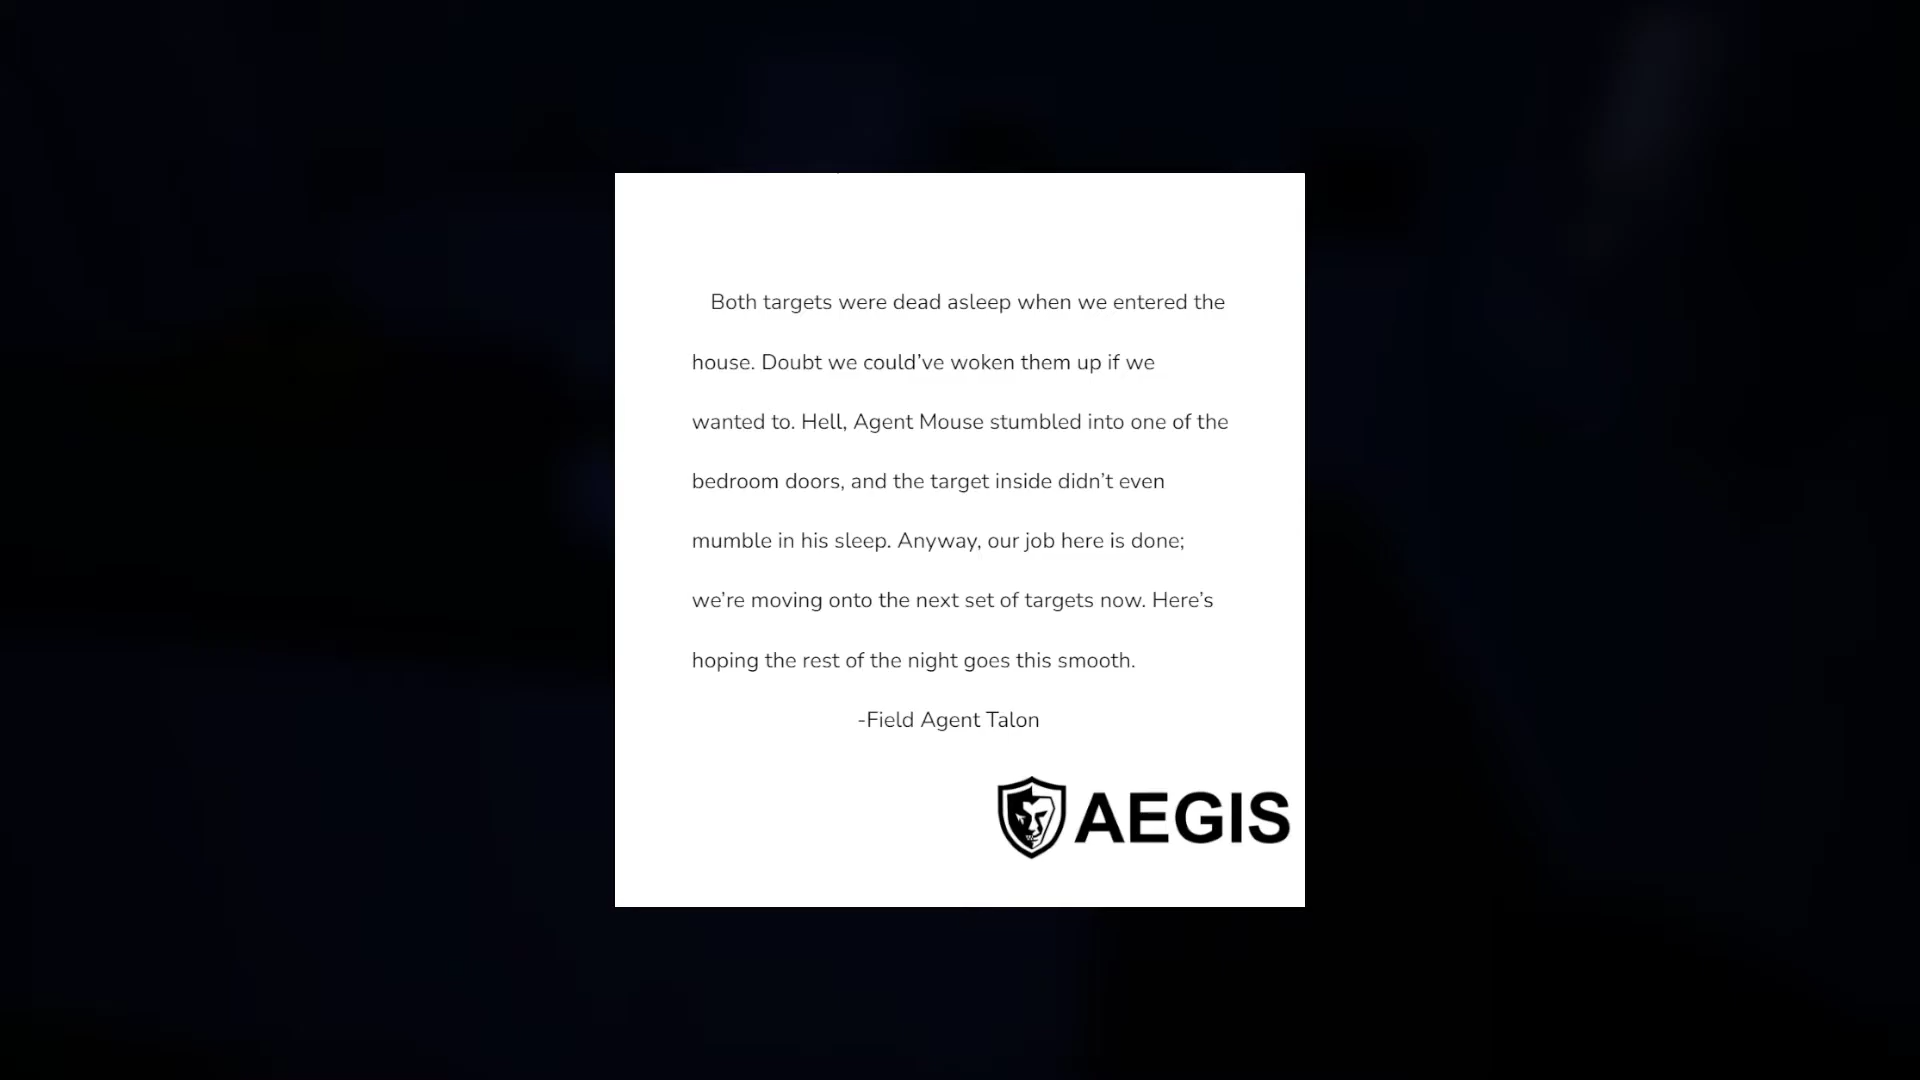 Both targets were dead asleep when we entered the
house. Doubt we could’ve woken them up if we
wanted to. Hell, Agent Mouse stumbled into one of the
bedroom doors, and the target inside didn’t even
mumble in his sleep. Anyway, our job here is done;
we’re moving onto the next set of targets now. Here’s
hoping the rest of the night goes this smooth.
-Field Agent Talon
AEGIS